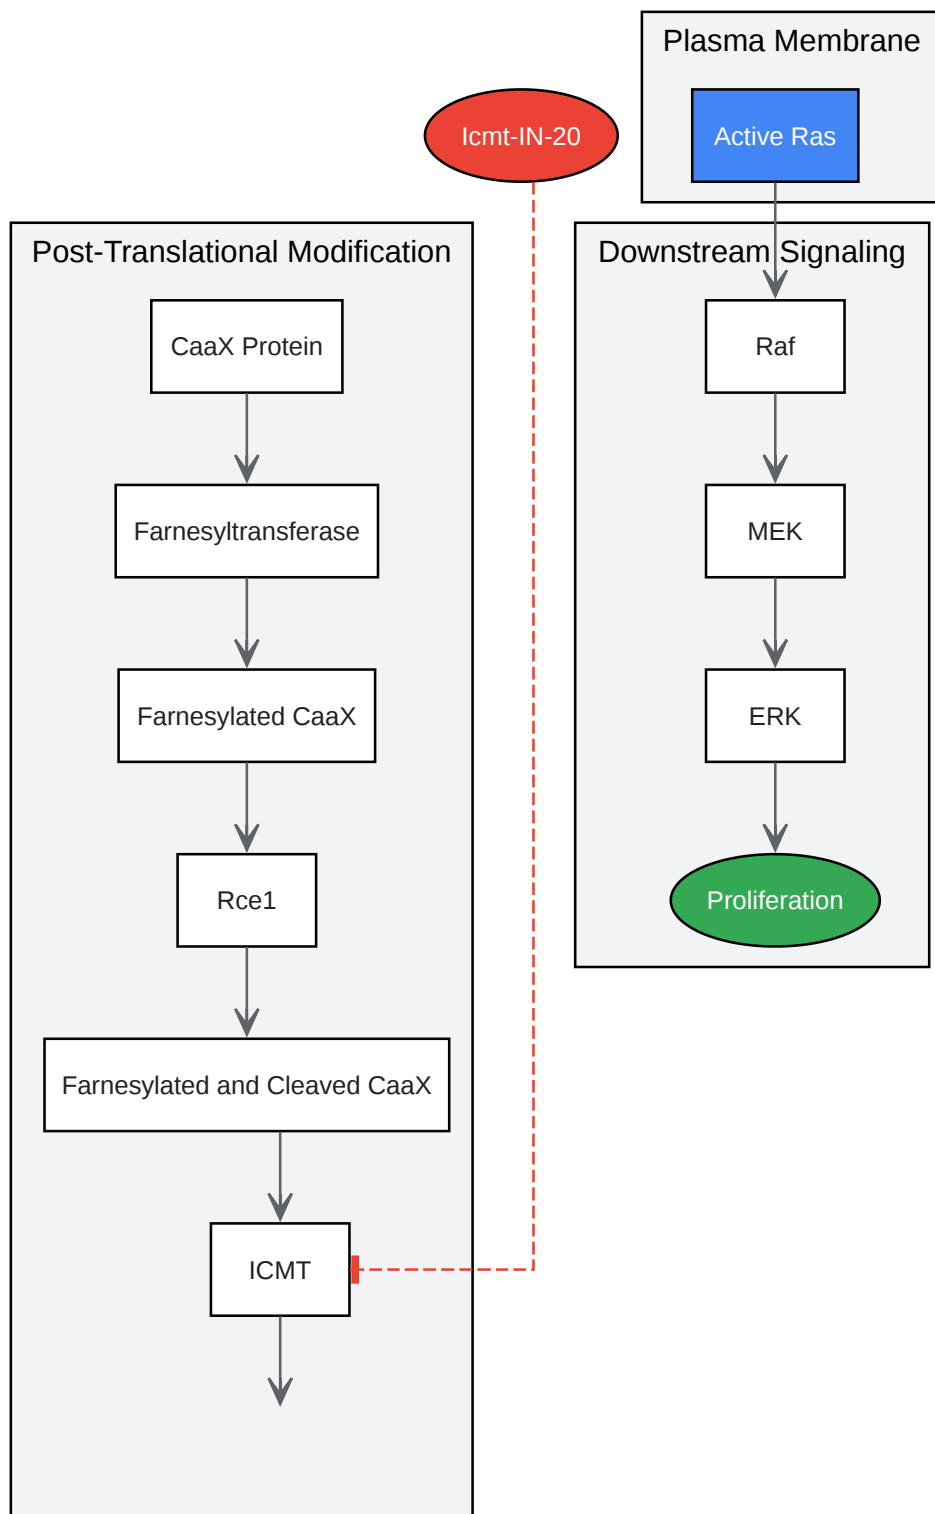 Plasma Membrane
Icmt-IN-20
Active Ras
Post-Translational Modification
CaaX Protein
Farnesyltransferase
Farnesylated CaaX
Rce1
Farnesylated and Cleaved CaaX
ICMT
Downstream Signaling
Raf
MEK
ERK
Proliferation